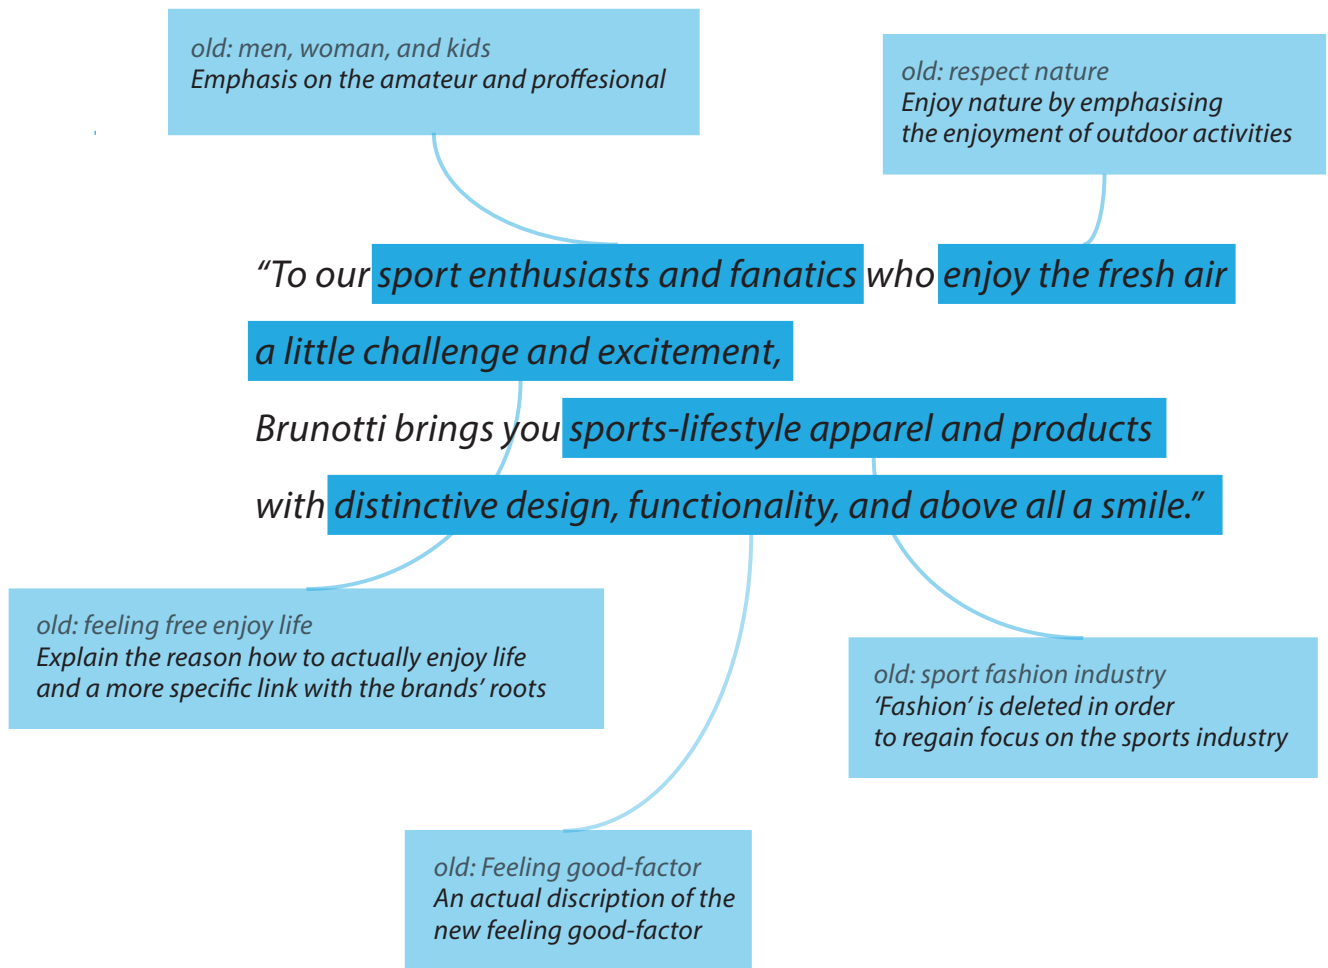 old: men, woman, and kids
Emphasis on the amateur and proffesional
old: respect nature
Enjoy nature by emphasising
the enjoyment of outdoor activities
“To our sport enthusiasts and fanatics who enjoy the fresh air
a little challenge and excitement,
Brunotti brings you sports-lifestyle apparel and products
with distinctive design, functionality, and above all a smile.”
old: feeling free enjoy life
Explain the reason how to actually enjoy life
and a more specific link with the brands’ roots
old: sport fashion industry
‘Fashion’ is deleted in order
to regain focus on the sports industry
old: Feeling good-factor
An actual discription of the
new feeling good-factor